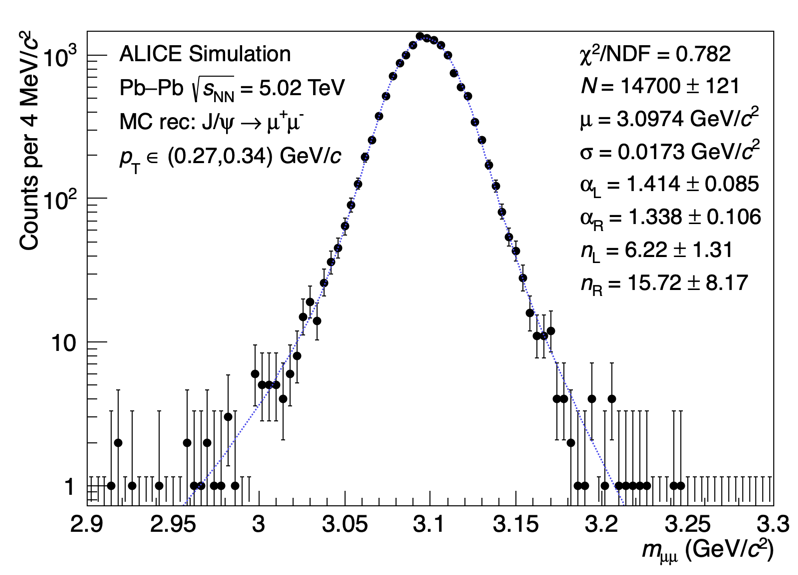 Counts per 4 MeV/c²
10³
10²
10
1
ALICE Simulation
Pb–Pb √sNN = 5.02 TeV
MC rec: J/ψ → μ⁺μ⁻
pT ∈ (0.27,0.34) GeV/c
χ²/NDF = 0.782
N = 14700 ± 121
μ = 3.0974 GeV/c²
σ = 0.0173 GeV/c²
αL = 1.414 ± 0.085
αR = 1.338 ± 0.106
nL = 6.22 ± 1.31
nR = 15.72 ± 8.17
2.9 2.95 3 3.05 3.1 3.15 3.2 3.25 3.3
mμμ (GeV/c²)